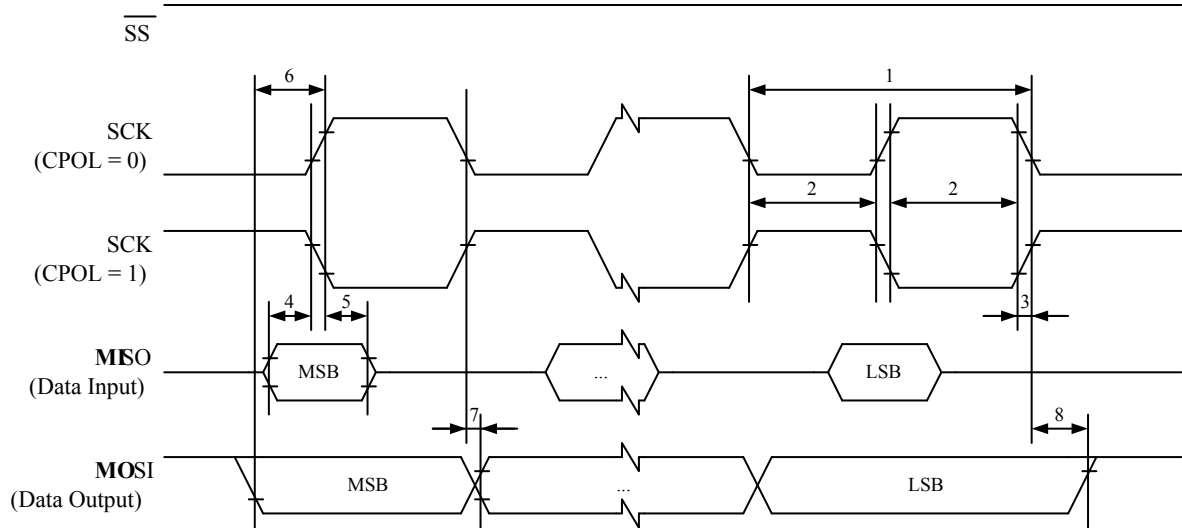 SS
6
1
SCK
(CPOL = 0)
2
2
SCK
(CPOL = 1)
4
5
3
MISO
(Data Input)
MSB
...
LSB
7
8
MOSI
(Data Output)
MSB
...
LSB